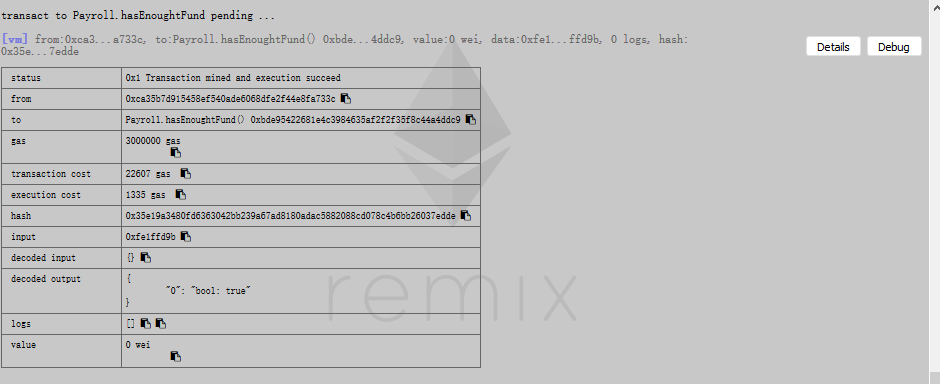 transact to Payroll.hasEnoughtFund pending ...
[vm] from:0xca3...a733c, to:Payroll.hasEnoughtFund() 0xbde...4ddc9, value:0 wei, data:0xfe1...ffd9b, 0 logs, hash:
0x35e...7edde
Details
Debug
status 0x1 Transaction mined and execution succeed
from 0xca35b7d915458ef540ade6068dfe2f44e8fa733c
to Payroll.hasEnoughtFund() 0xbde95422681e4c3984635af2f2f35f8c44a4ddc9
gas 3000000 gas
transaction cost 22607 gas
execution cost 1335 gas
hash 0x35e19a3480fd6363042bb239a67ad8180adac5882088cd078c4b6bb26037edde
input 0xfe1ffd9b
decoded input {}
decoded output {
"0": "bool: true"
}
logs []
value 0 wei
remix